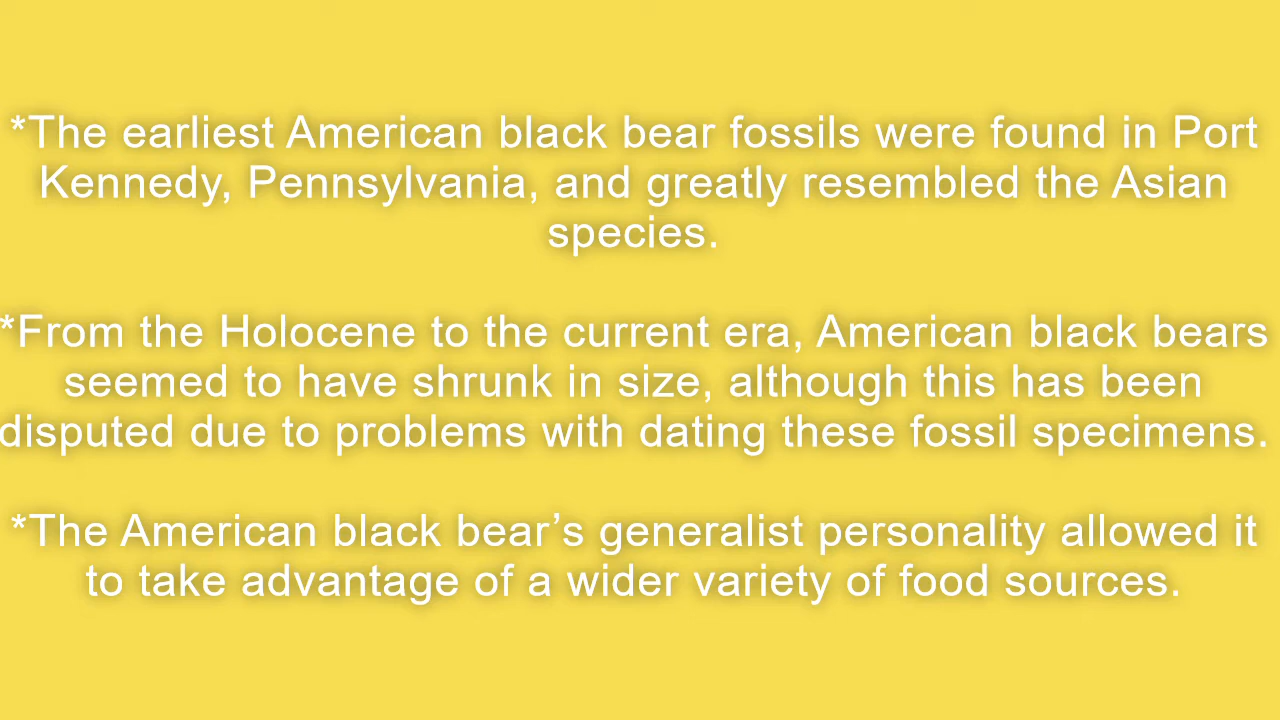 *The earliest American black bear fossils were found in Port
Kennedy, Pennsylvania, and greatly resembled the Asian
species.
*From the Holocene to the current era, American black bears
seemed to have shrunk in size, although this has been
disputed due to problems with dating these fossil specimens.
*The American black bear’s generalist personality allowed it
to take advantage of a wider variety of food sources.